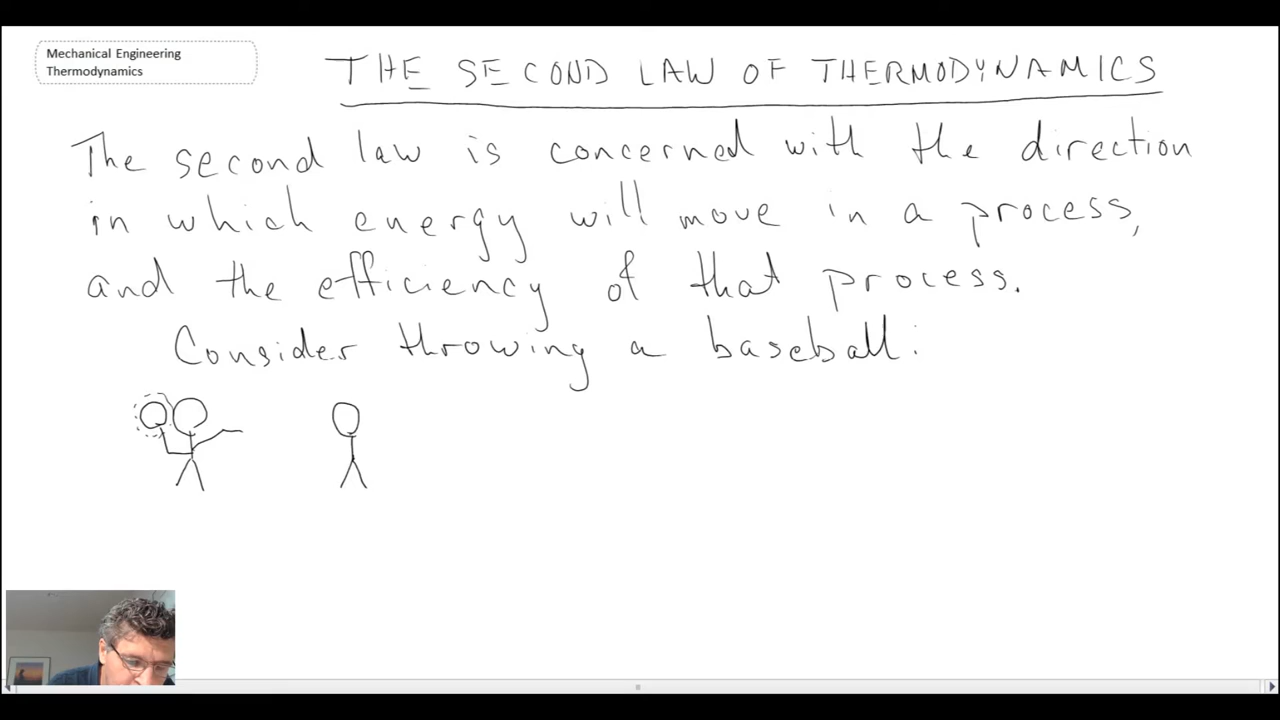 Mechanical Engineering
Thermodynamics
THE SECOND LAW OF THERMODYNAMICS
The second law is concerned with the direction
in which energy will move in a process,
and the efficiency of that process.
Consider throwing a baseball: